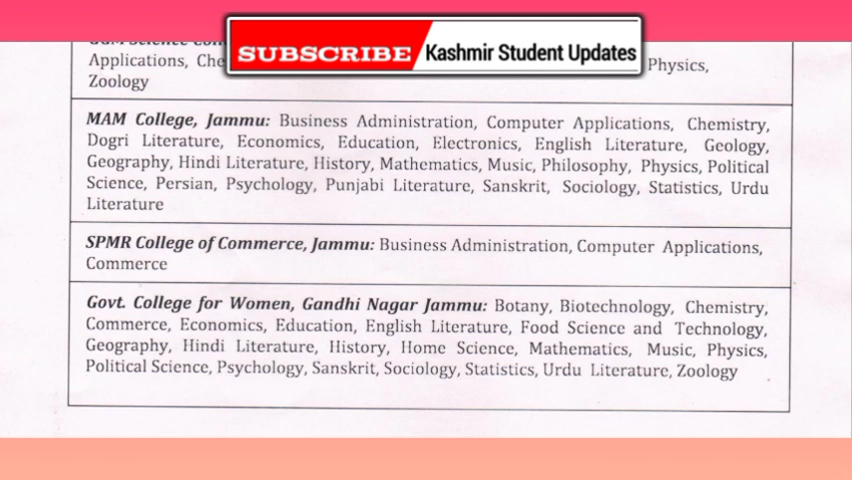 SUBSCRIBE Kashmir Student Updates
Applications, Che Physics,
Zoology
MAM College, Jammu: Business Administration, Computer Applications, Chemistry,
Dogri Literature, Economics, Education, Electronics, English Literature, Geology,
Geography, Hindi Literature, History, Mathematics, Music, Philosophy, Physics, Political
Science, Persian, Psychology, Punjabi Literature, Sanskrit, Sociology, Statistics, Urdu
Literature
SPMR College of Commerce, Jammu: Business Administration, Computer Applications,
Commerce
Govt. College for Women, Gandhi Nagar Jammu: Botany, Biotechnology, Chemistry,
Commerce, Economics, Education, English Literature, Food Science and Technology,
Geography, Hindi Literature, History, Home Science, Mathematics, Music, Physics,
Political Science, Psychology, Sanskrit, Sociology, Statistics, Urdu Literature, Zoology